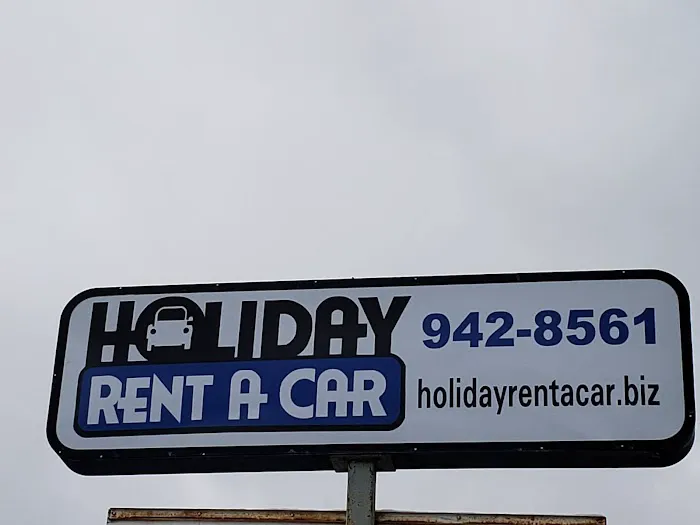 HOLIDAY
RENT A CAR
942-8561
holidayrentacar.biz